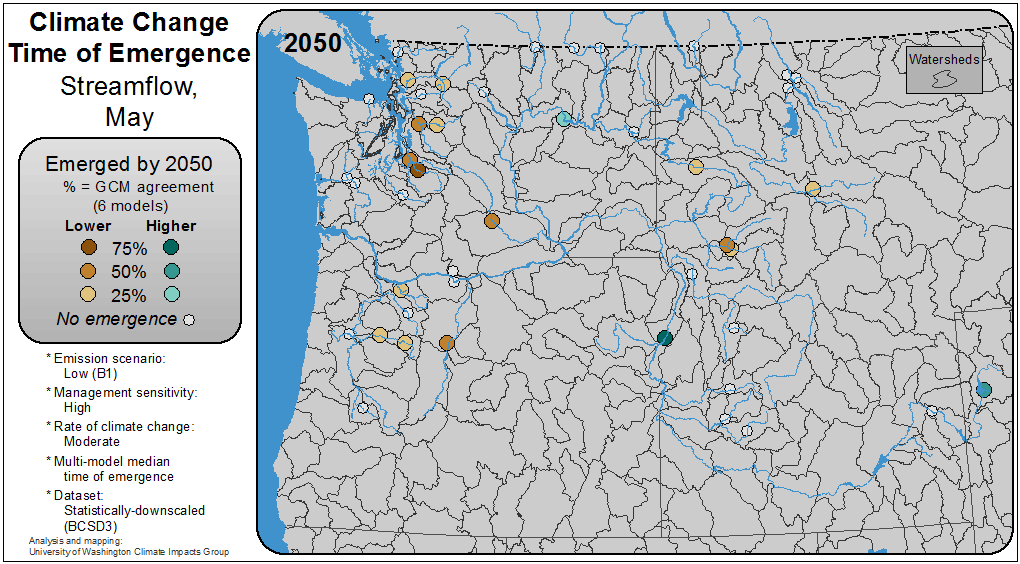 Climate Change
Time of Emergence
Streamflow,
May
Emerged by 2050
% = GCM agreement
(6 models)
Lower Higher
75%
50%
25%
No emergence
* Emission scenario:
Low (B1)
* Management sensitivity:
High
* Rate of climate change:
Moderate
* Multi-model median
time of emergence
* Dataset:
Statistically-downscaled
(BCSD3)
Analysis and mapping:
University of Washington Climate Impacts Group
2050
Watersheds